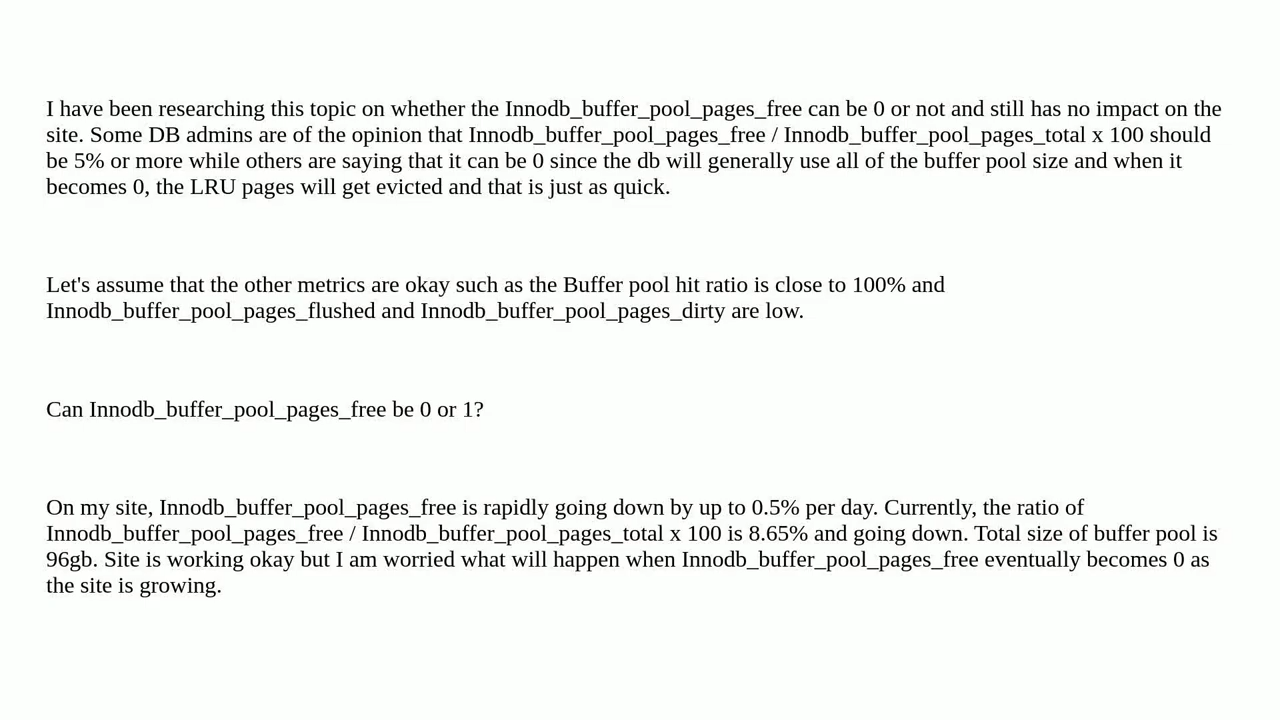 I have been researching this topic on whether the Innodb_buffer_pool_pages_free can be 0 or not and still has no impact on the
site. Some DB admins are of the opinion that Innodb_buffer_pool_pages_free / Innodb_buffer_pool_pages_total x 100 should
be 5% or more while others are saying that it can be 0 since the db will generally use all of the buffer pool size and when it
becomes 0, the LRU pages will get evicted and that is just as quick.
Let's assume that the other metrics are okay such as the Buffer pool hit ratio is close to 100% and
Innodb_buffer_pool_pages_flushed and Innodb_buffer_pool_pages_dirty are low.
Can Innodb_buffer_pool_pages_free be 0 or 1?
On my site, Innodb_buffer_pool_pages_free is rapidly going down by up to 0.5% per day. Currently, the ratio of
Innodb_buffer_pool_pages_free / Innodb_buffer_pool_pages_total x 100 is 8.65% and going down. Total size of buffer pool is
96gb. Site is working okay but I am worried what will happen when Innodb_buffer_pool_pages_free eventually becomes 0 as
the site is growing.